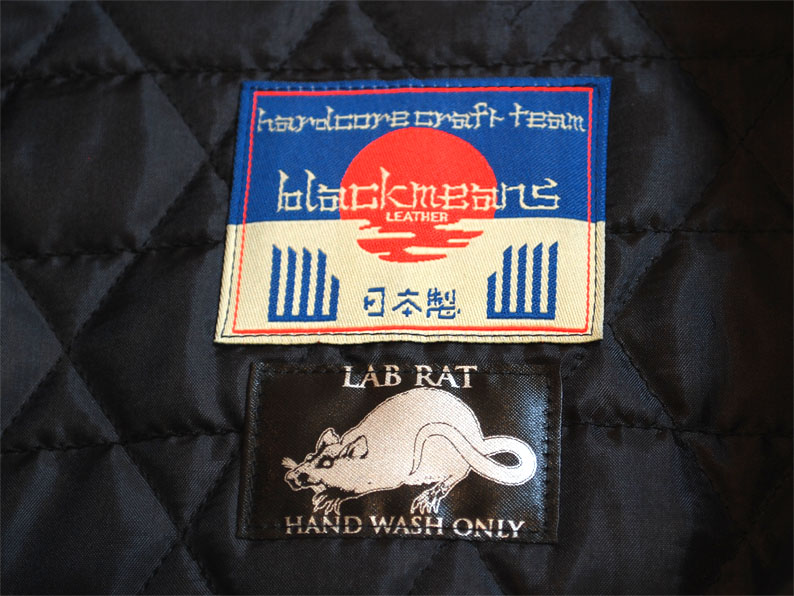 hardcore craft team
blackmeans
LEATHER
日本製
LAB RAT
HAND WASH ONLY